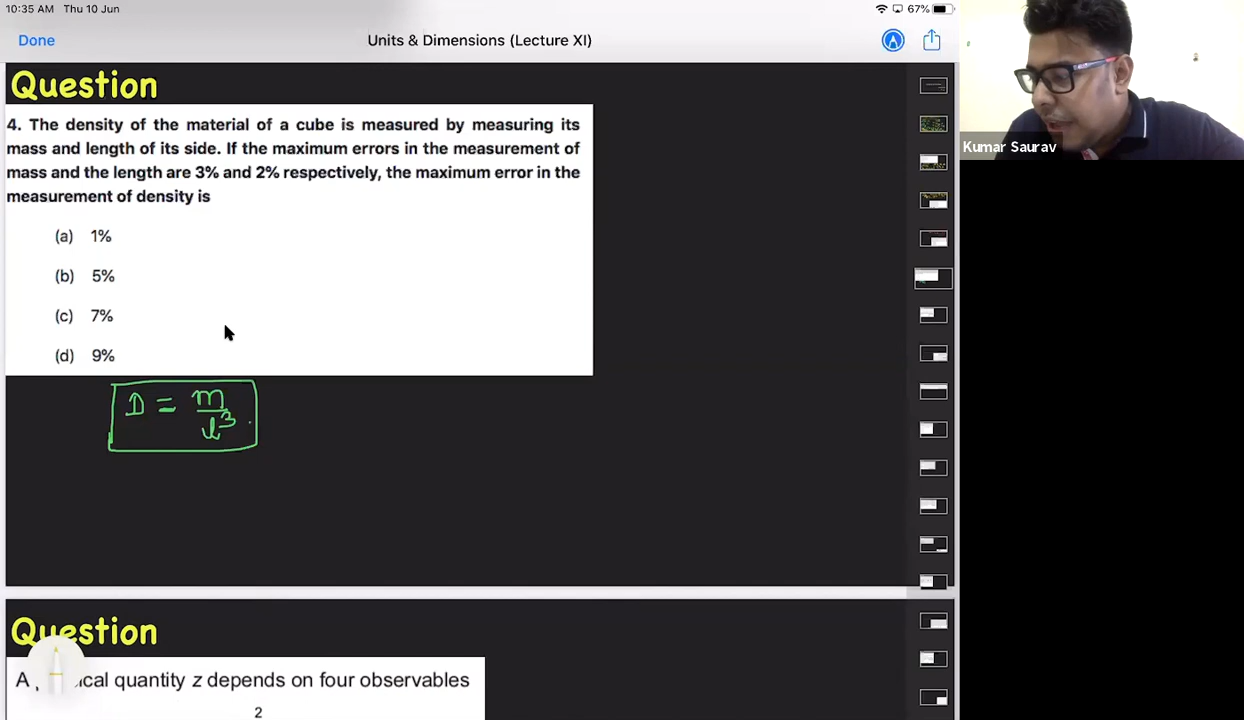 10:35 AM Thu 10 Jun
67%
Done
Units & Dimensions (Lecture XI)
Question
4. The density of the material of a cube is measured by measuring its
mass and length of its side. If the maximum errors in the measurement of
mass and the length are 3% and 2% respectively, the maximum error in the
measurement of density is
(a) 1%
(b) 5%
(c) 7%
(d) 9%
D = m/l³
Question
A quantity z depends on four observables
2
Kumar Saurav